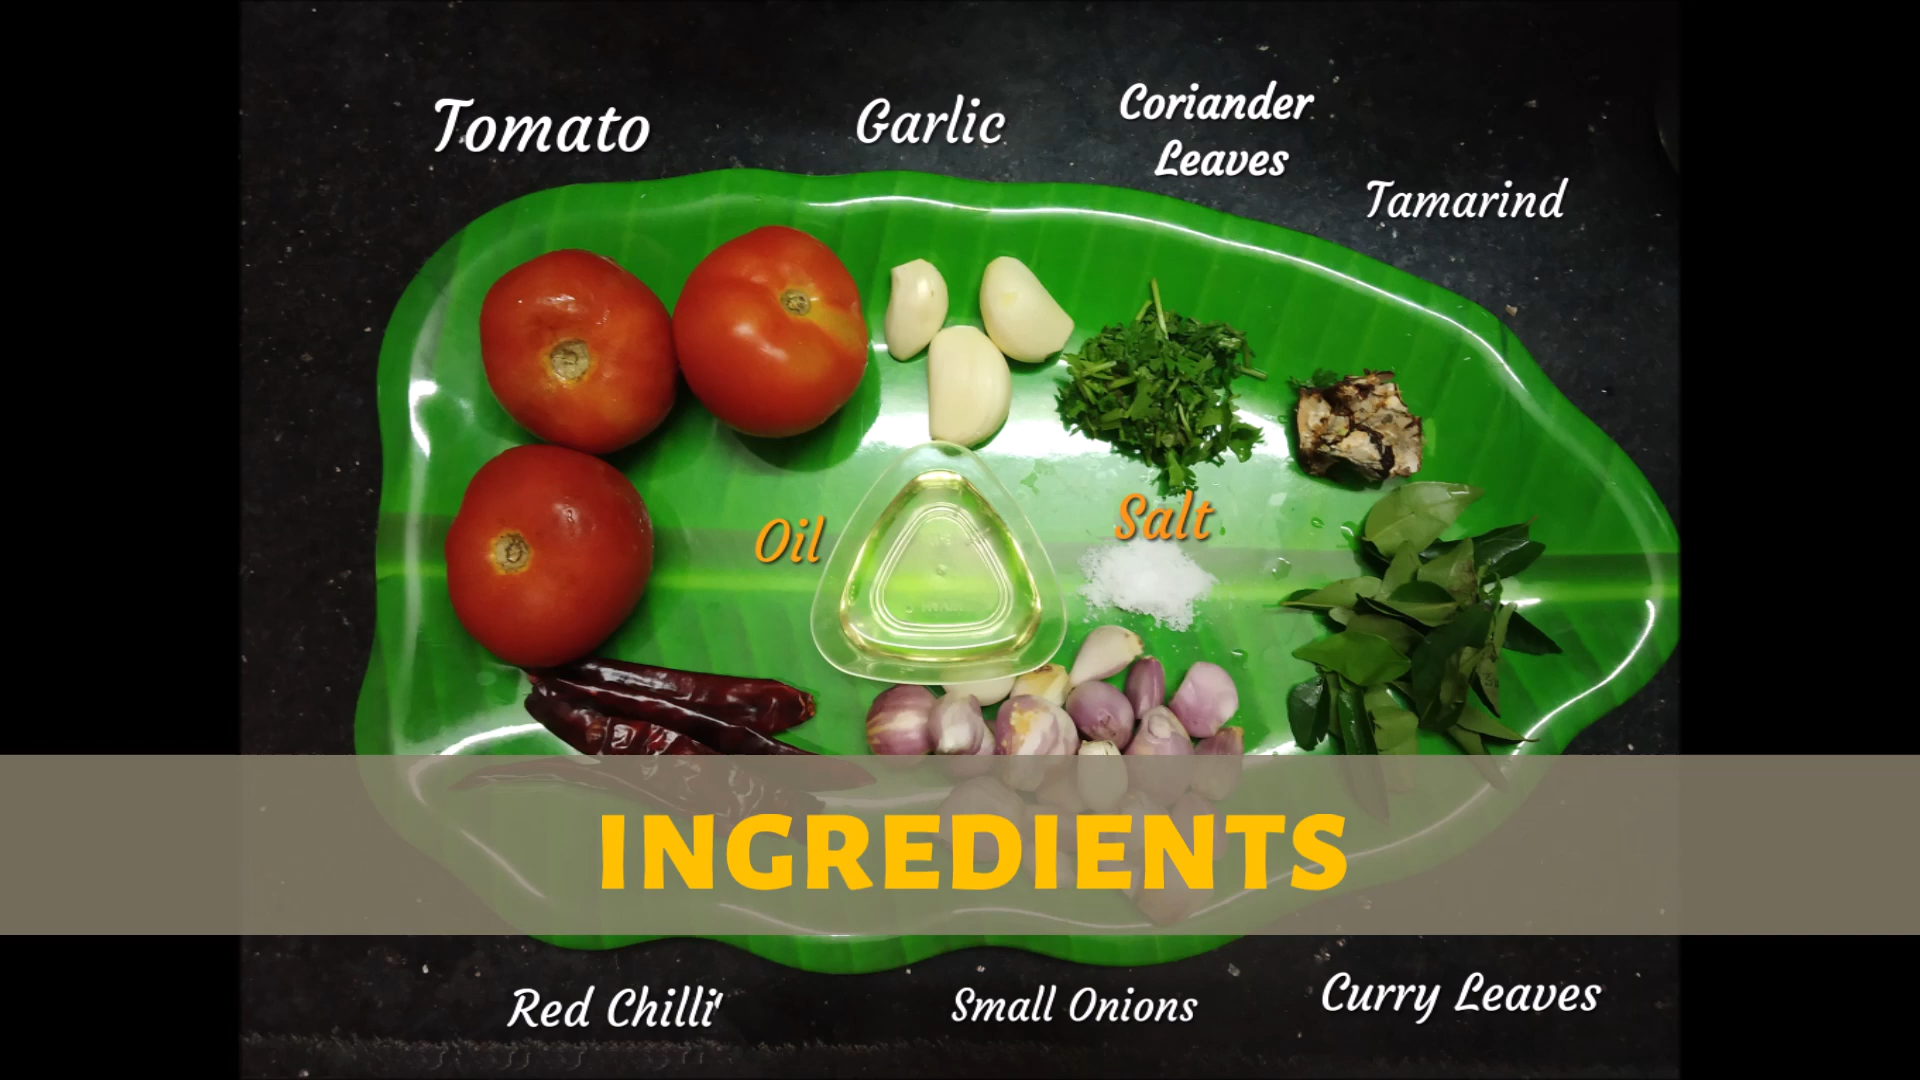 Tomato
Garlic
Coriander
Leaves
Tamarind
Oil
Salt
INGREDIENTS
Red Chilli'
Small Onions
Curry Leaves